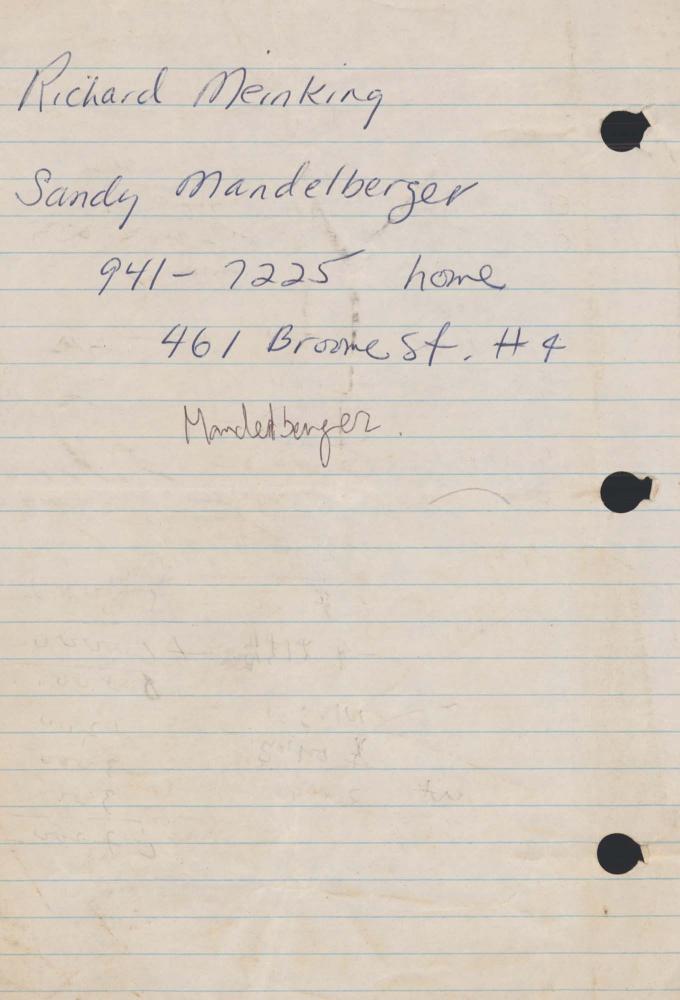 Richard Meinking
Sandy Mandelberger
941-7225 home
461 Broome St. #4
Mandelberger.